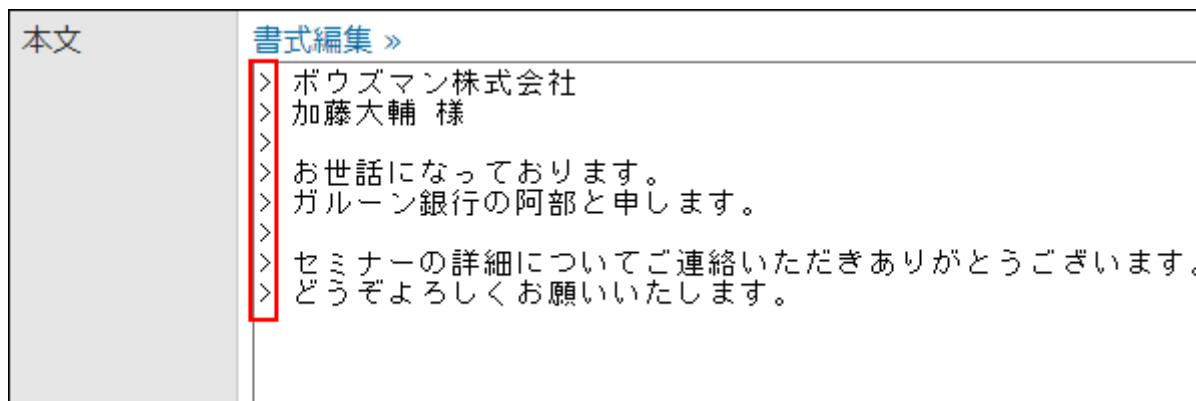 本文
書式編集 »
> ボウズマン株式会社
> 加藤大輔 様
>
> お世話になっております。
> ガルーン銀行の阿部と申します。
>
> セミナーの詳細についてご連絡いただきありがとうございます。
> どうぞよろしくお願いいたします。